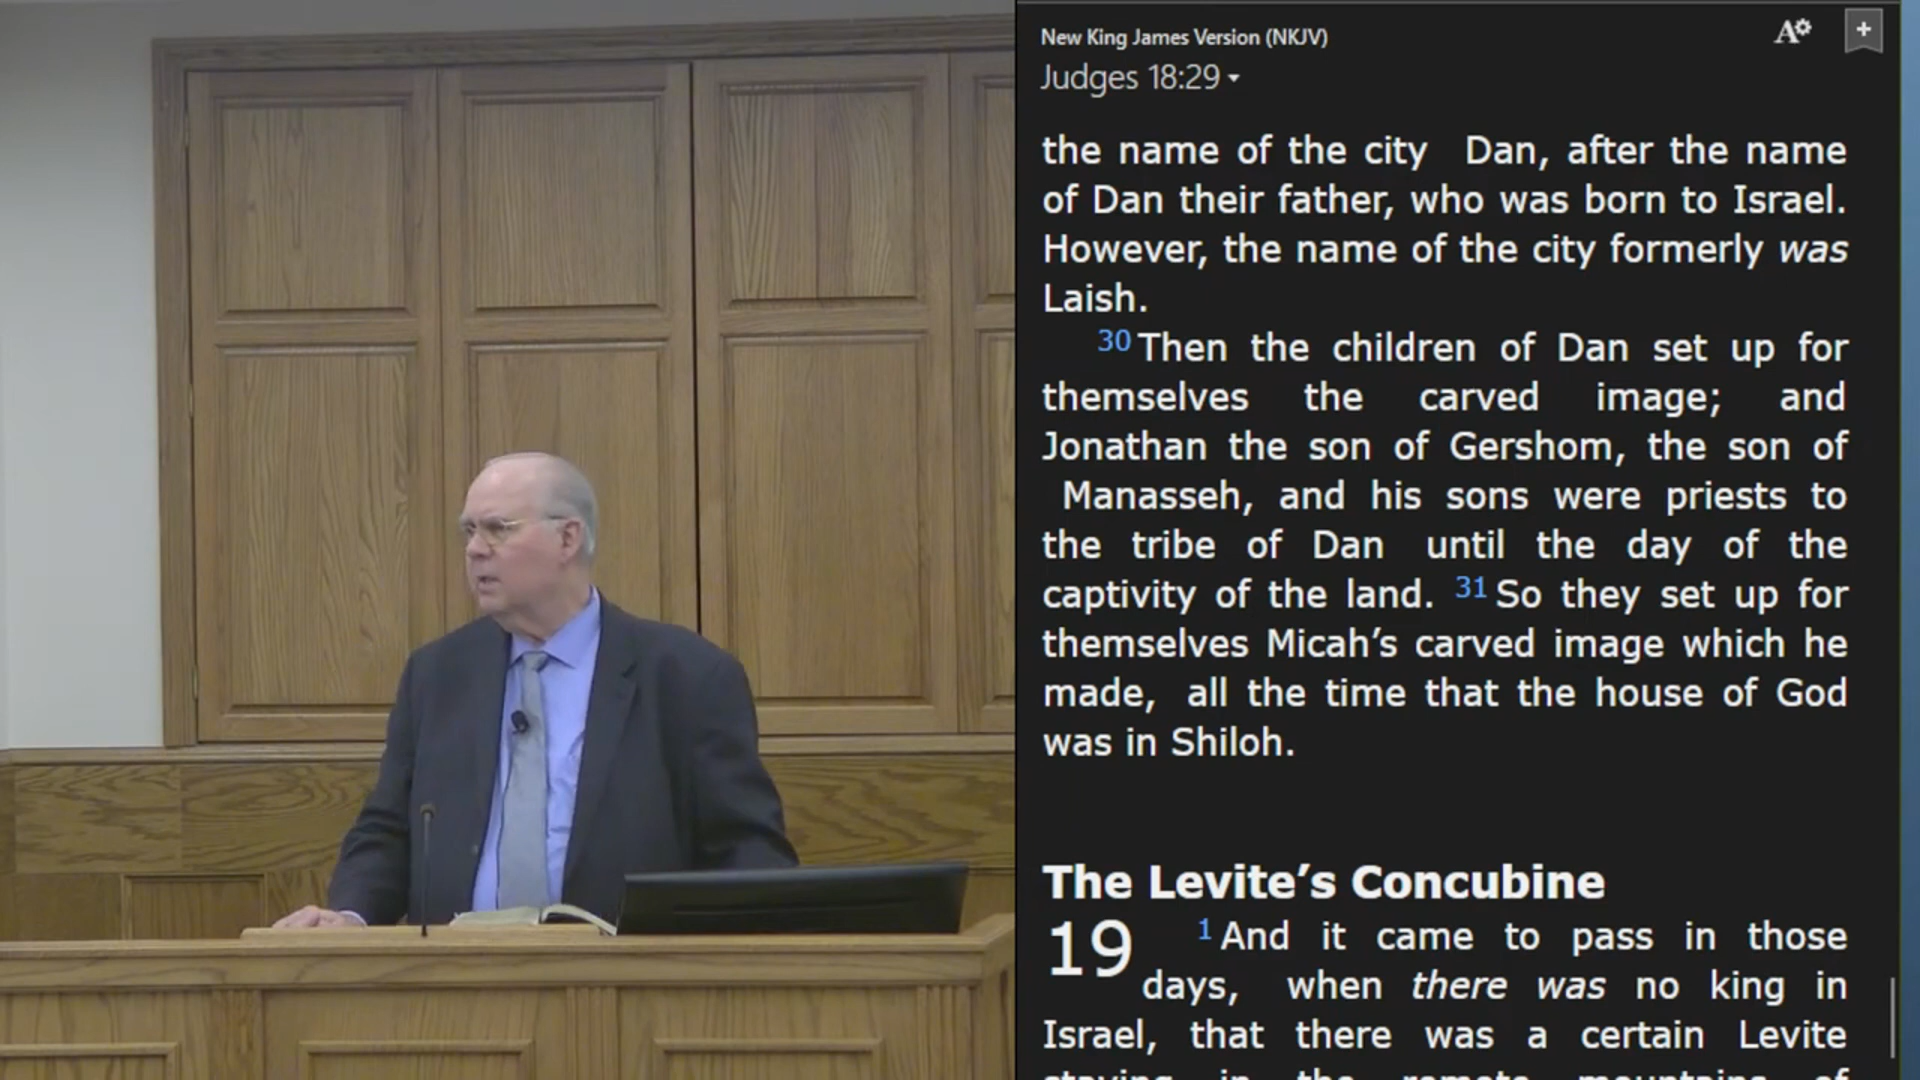 New King James Version (NKJV)
Judges 18:29
the name of the city Dan, after the name
of Dan their father, who was born to Israel.
However, the name of the city formerly was
Laish.
30 Then the children of Dan set up for
themselves the carved image; and
Jonathan the son of Gershom, the son of
Manasseh, and his sons were priests to
the tribe of Dan until the day of the
captivity of the land. 31 So they set up for
themselves Micah’s carved image which he
made, all the time that the house of God
was in Shiloh.
The Levite’s Concubine
19 1 And it came to pass in those
days, when there was no king in
Israel, that there was a certain Levite
staying in the remote mountains of